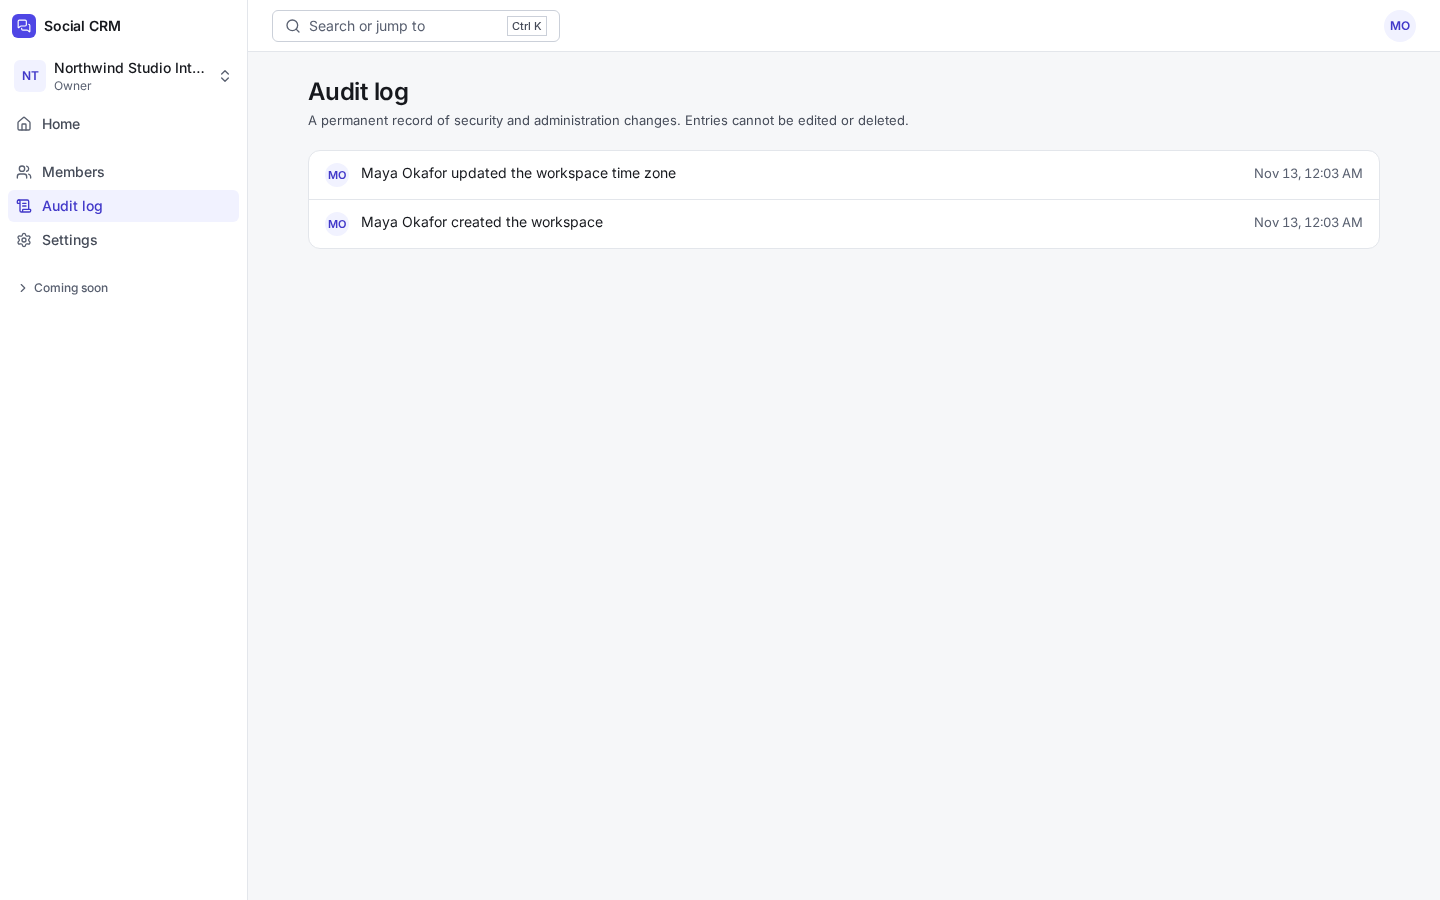 Social CRM
NT
Northwind Studio Int...
Owner
Home
Members
Audit log
Settings
Coming soon
Search or jump to
Ctrl K
MO
Audit log
A permanent record of security and administration changes. Entries cannot be edited or deleted.
MO Maya Okafor updated the workspace time zone Nov 13, 12:03 AM
MO Maya Okafor created the workspace Nov 13, 12:03 AM